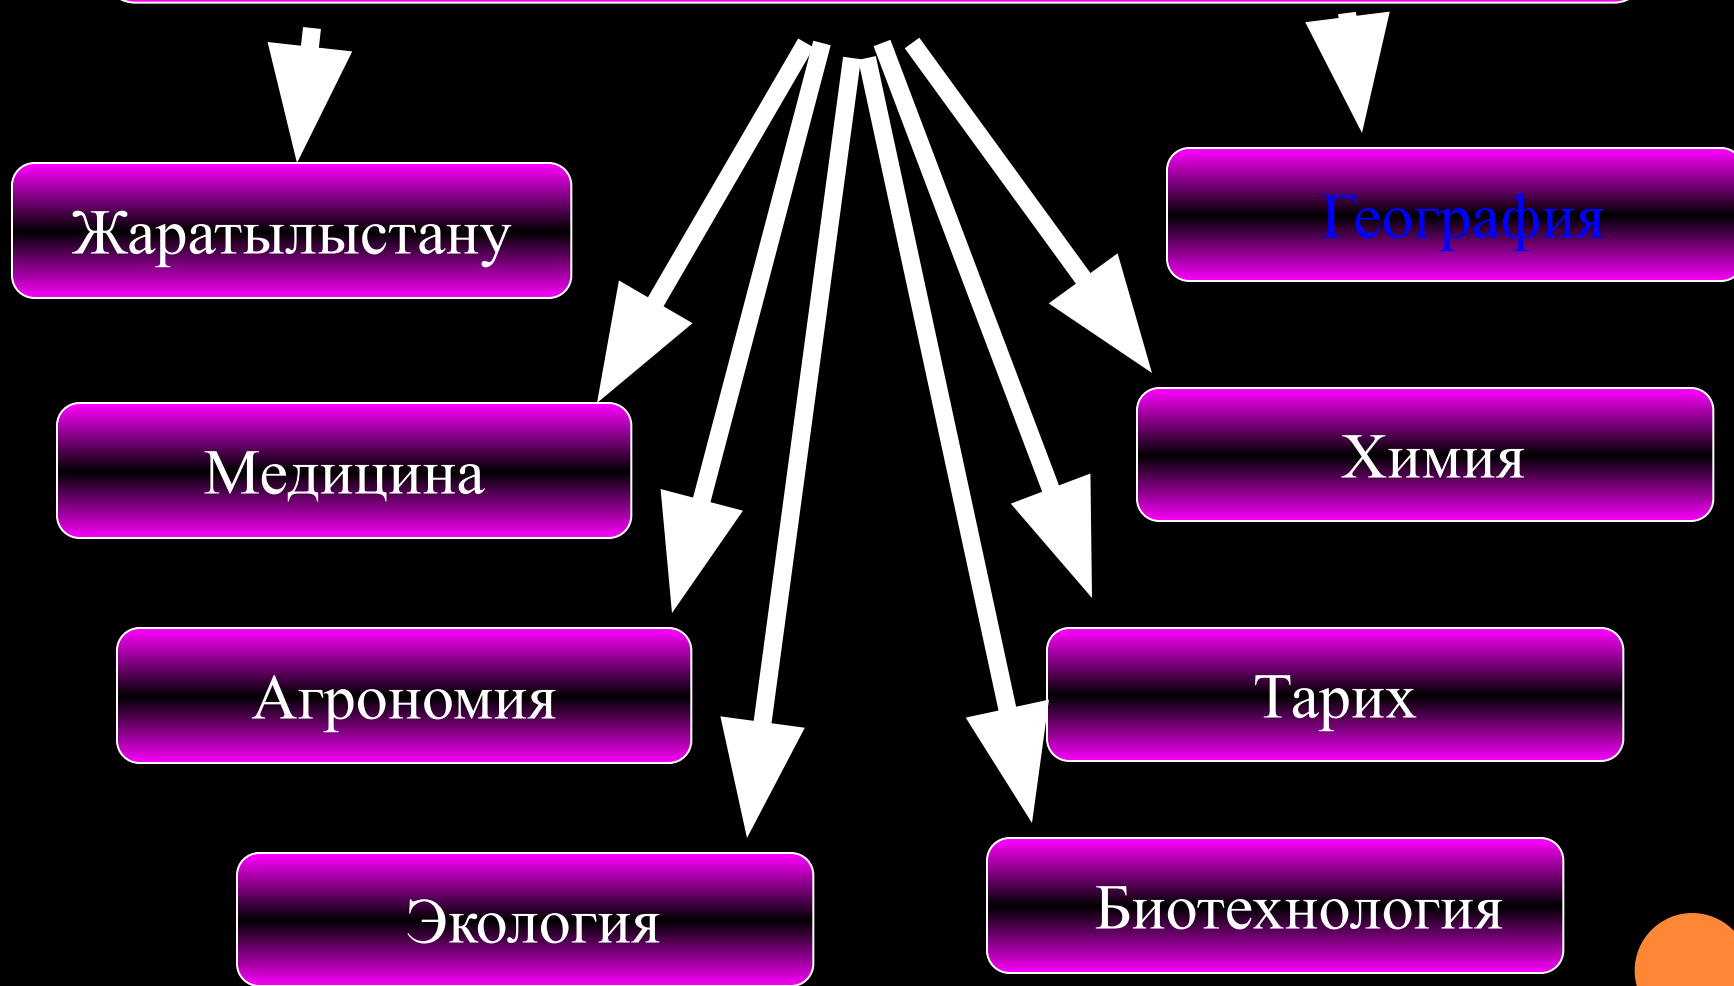 Жаратылыстану
География
Медицина
Химия
Агрономия
Тарих
Экология
Биотехнология